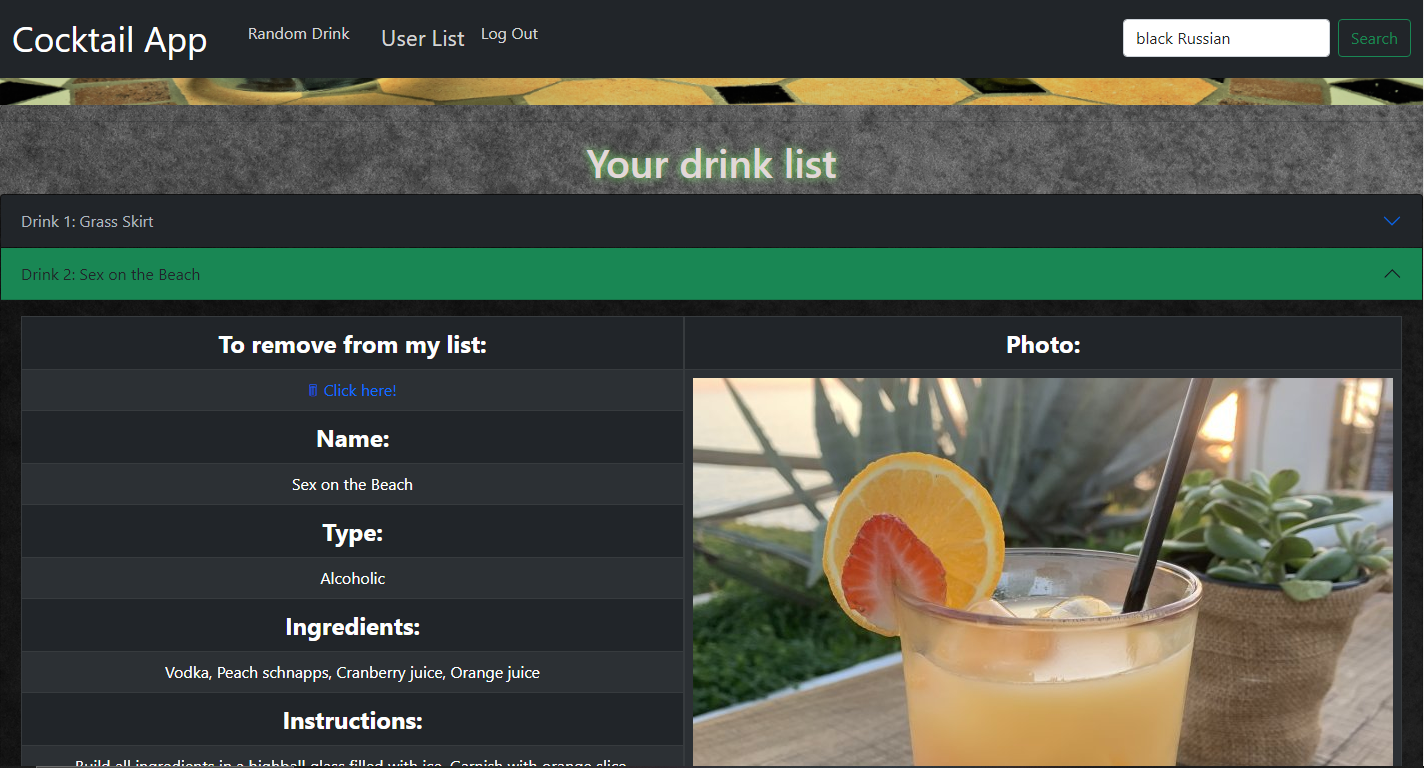 Cocktail App
Random Drink
User List
Log Out
black Russian
Search
Your drink list
Drink 1: Grass Skirt
Drink 2: Sex on the Beach
To remove from my list:
Click here!
Name:
Sex on the Beach
Type:
Alcoholic
Ingredients:
Vodka, Peach schnapps, Cranberry juice, Orange juice
Instructions:
Build all ingredients in a highball glass filled with ice. Garnish with orange slice.
Photo: